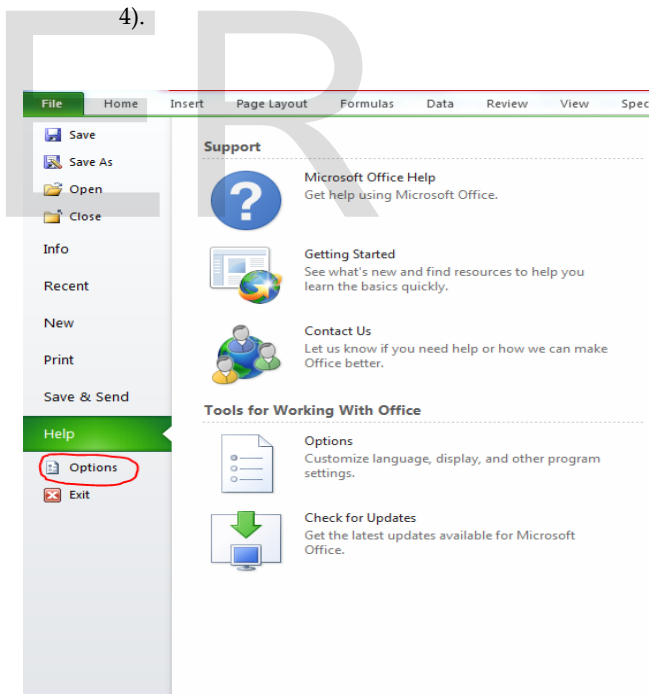 4).
ER
File Home Insert Page Layout Formulas Data Review View Spec
Save
Save As
Open
Close
Info
Recent
New
Print
Save & Send
Help
Options
Exit
Support
Microsoft Office Help
Get help using Microsoft Office.
Getting Started
See what's new and find resources to help you
learn the basics quickly.
Contact Us
Let us know if you need help or how we can make
Office better.
Tools for Working With Office
Options
Customize language, display, and other program
settings.
Check for Updates
Get the latest updates available for Microsoft
Office.